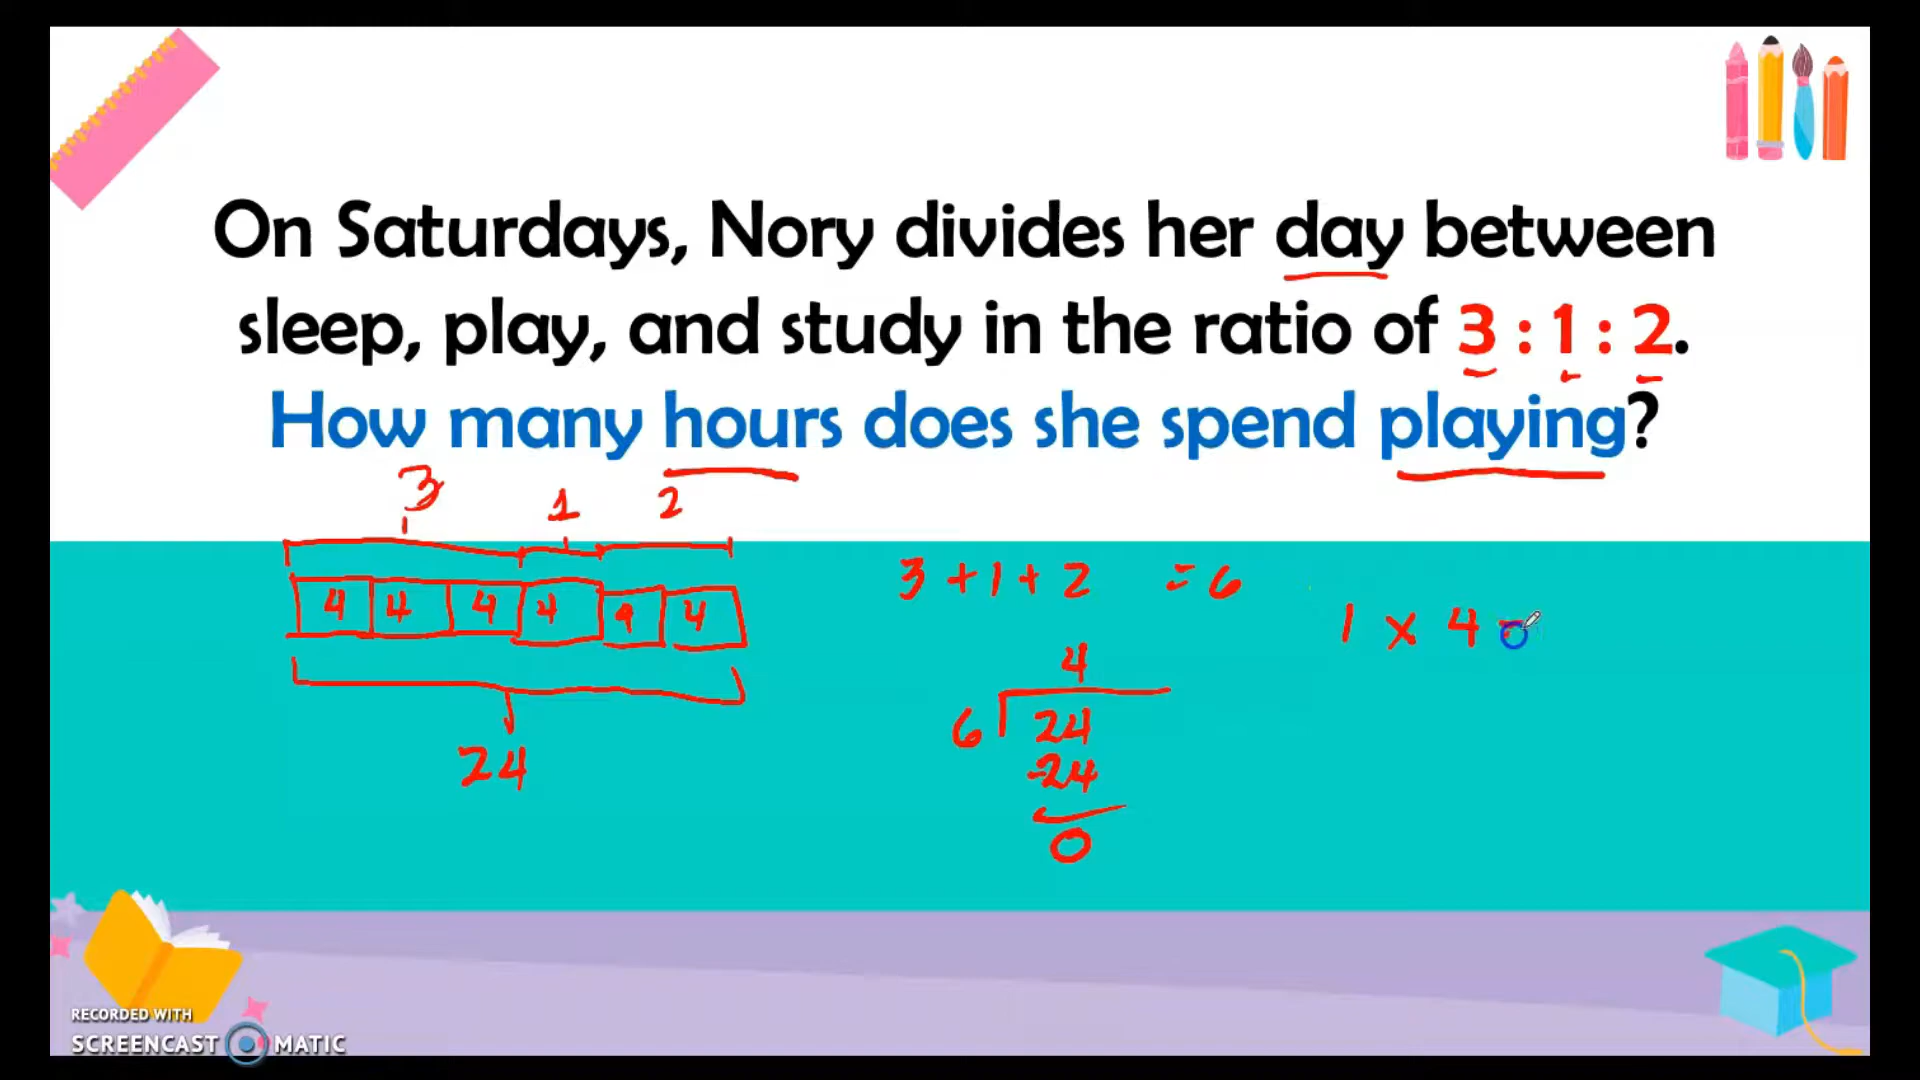 On Saturdays, Nory divides her day between
sleep, play, and study in the ratio of 3 : 1 : 2.
How many hours does she spend playing?
3 1 2
4 4 4 4 4 4
24
3 + 1 + 2 = 6
4
6 24
-24
0
1 x 4 =
RECORDED WITH
SCREENCAST MATIC